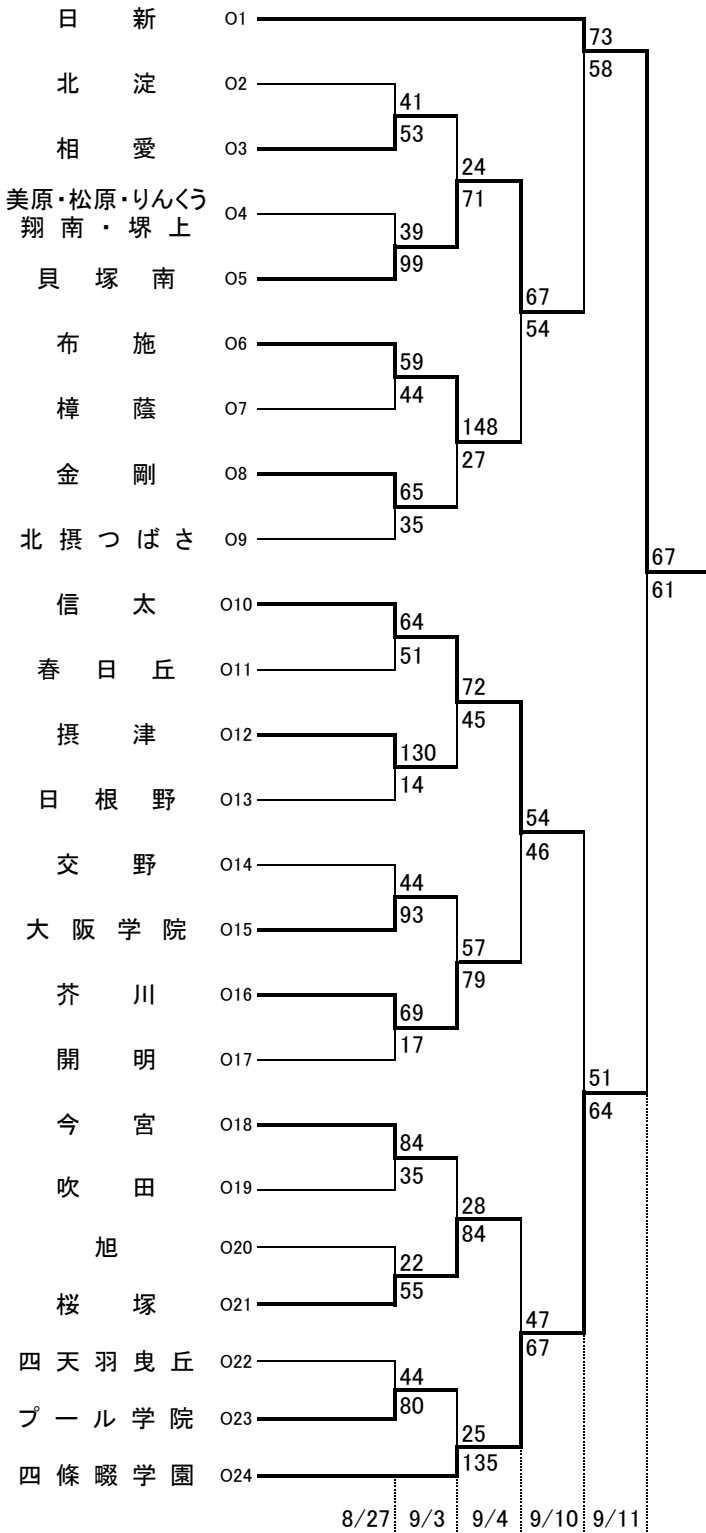 日新 O1
73
58
北淀 O2
41
53
相愛 O3
24
71
美原・松原・りんくう
翔南・堺上 O4
39
99
貝塚南 O5
67
54
布施 O6
59
44
樟蔭 O7
148
27
金剛 O8
65
35
北摂つばさ O9
67
61
信太 O10
64
51
春日丘 O11
72
45
摂津 O12
130
14
日根野 O13
54
46
交野 O14
44
93
大阪学院 O15
57
79
芥川 O16
69
17
開明 O17
51
64
今宮 O18
84
35
吹田 O19
28
84
旭 O20
22
55
桜塚 O21
47
67
四天羽曳丘 O22
44
80
プール学院 O23
25
135
四條畷学園 O24
8/27 9/3 9/4 9/10 9/11